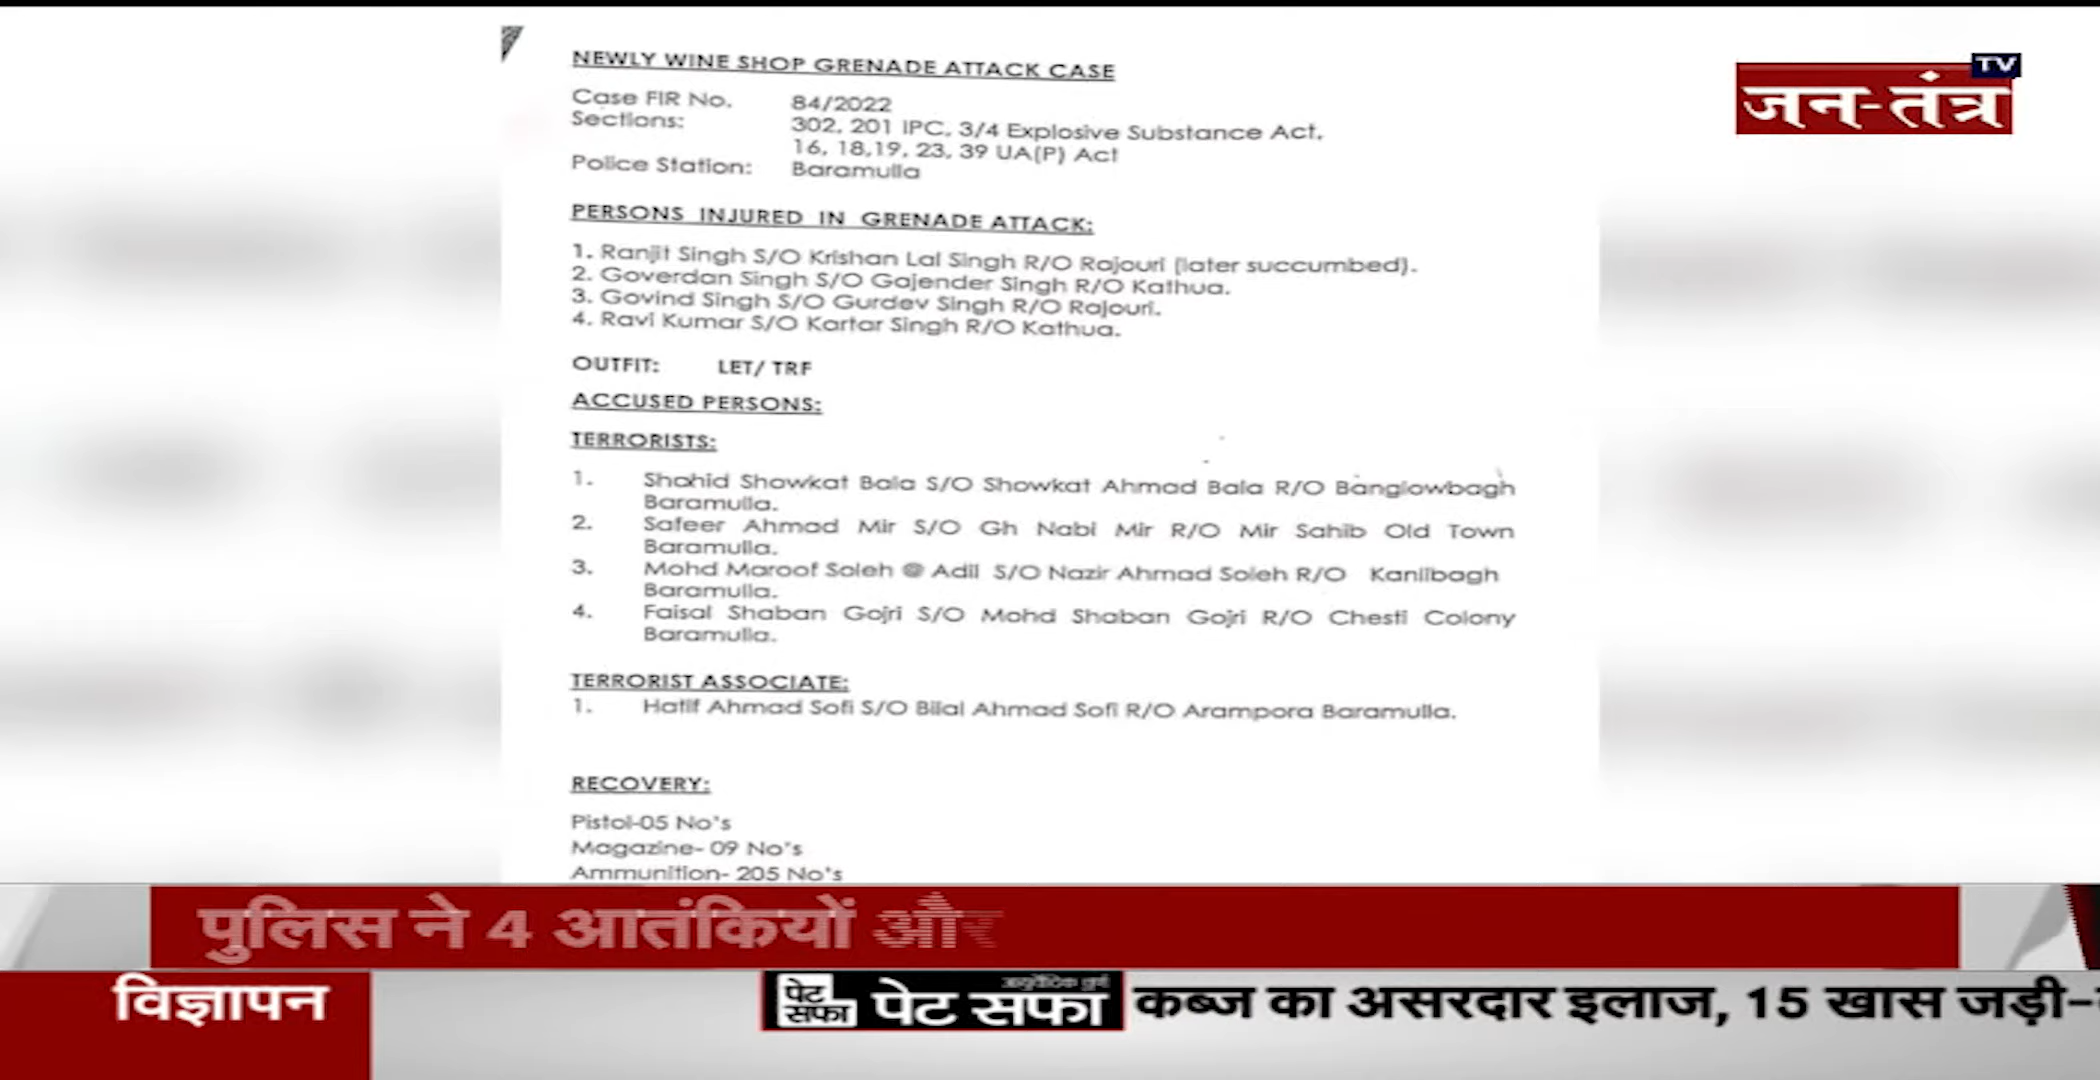 NEWLY WINE SHOP GRENADE ATTACK CASE
TV
जन-तंत्र
Case FIR No. 84/2022
Sections: 302, 201 IPC, 3/4 Explosive Substance Act,
16, 18,19, 23, 39 UA(P) Act
Police Station: Baramulla
PERSONS INJURED IN GRENADE ATTACK:
1. Ranjit Singh S/O Krishan Lal Singh R/O Rajouri (later succumbed).
2. Goverdan Singh S/O Gajender Singh R/O Kathua.
3. Govind Singh S/O Gurdev Singh R/O Rajouri.
4. Ravi Kumar S/O Kartar Singh R/O Kathua.
OUTFIT: LET/ TRF
ACCUSED PERSONS:
TERRORISTS:
1. Shahid Showkat Bala S/O Showkat Ahmad Bala R/O Banglowbagh
Baramulla.
2. Safeer Ahmad Mir S/O Gh Nabi Mir R/O Mir Sahib Old Town
Baramulla.
3. Mohd Maroof Soleh @ Adil S/O Nazir Ahmad Soleh R/O Kanilbagh
Baramulla.
4. Faisal Shaban Gojri S/O Mohd Shaban Gojri R/O Chesti Colony
Baramulla.
TERRORIST ASSOCIATE:
1. Hatif Ahmad Sofi S/O Bilal Ahmad Sofi R/O Arampora Baramulla.
RECOVERY:
Pistol-05 No's
Magazine- 09 No's
Ammunition- 205 No's
पुलिस ने 4 आतंकियों और
विज्ञापन
पेट सफा
आयुर्वेदिक चूर्ण
पेट सफा कब्ज का असरदार इलाज, 15 खास जड़ी-